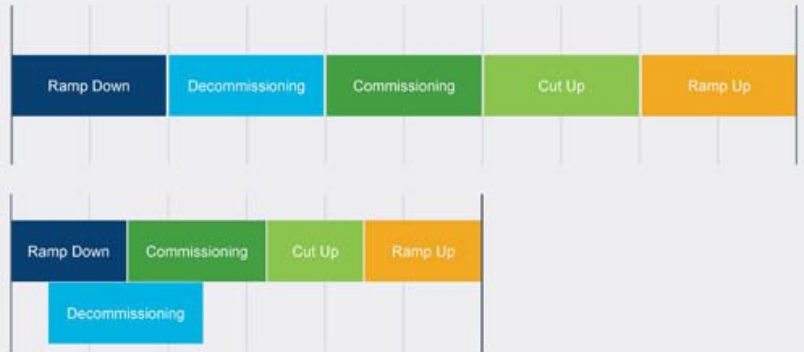 Ramp Down
Decommissioning
Commissioning
Cut Up
Ramp Up
Ramp Down
Commissioning
Cut Up
Ramp Up
Decommissioning